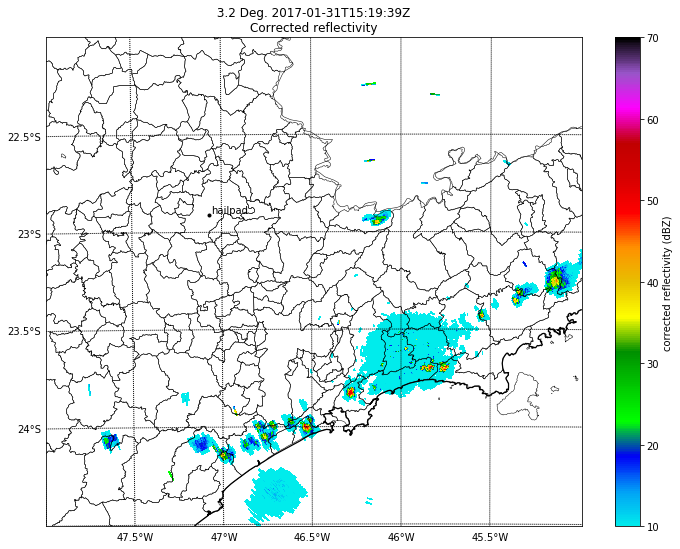 3.2 Deg. 2017-01-31T15:19:39Z
Corrected reflectivity
22.5°S
23°S
23.5°S
24°S
hailpad
47.5°W
47°W
46.5°W
46°W
45.5°W
70
60
50
40
30
20
10
corrected reflectivity (dBZ)